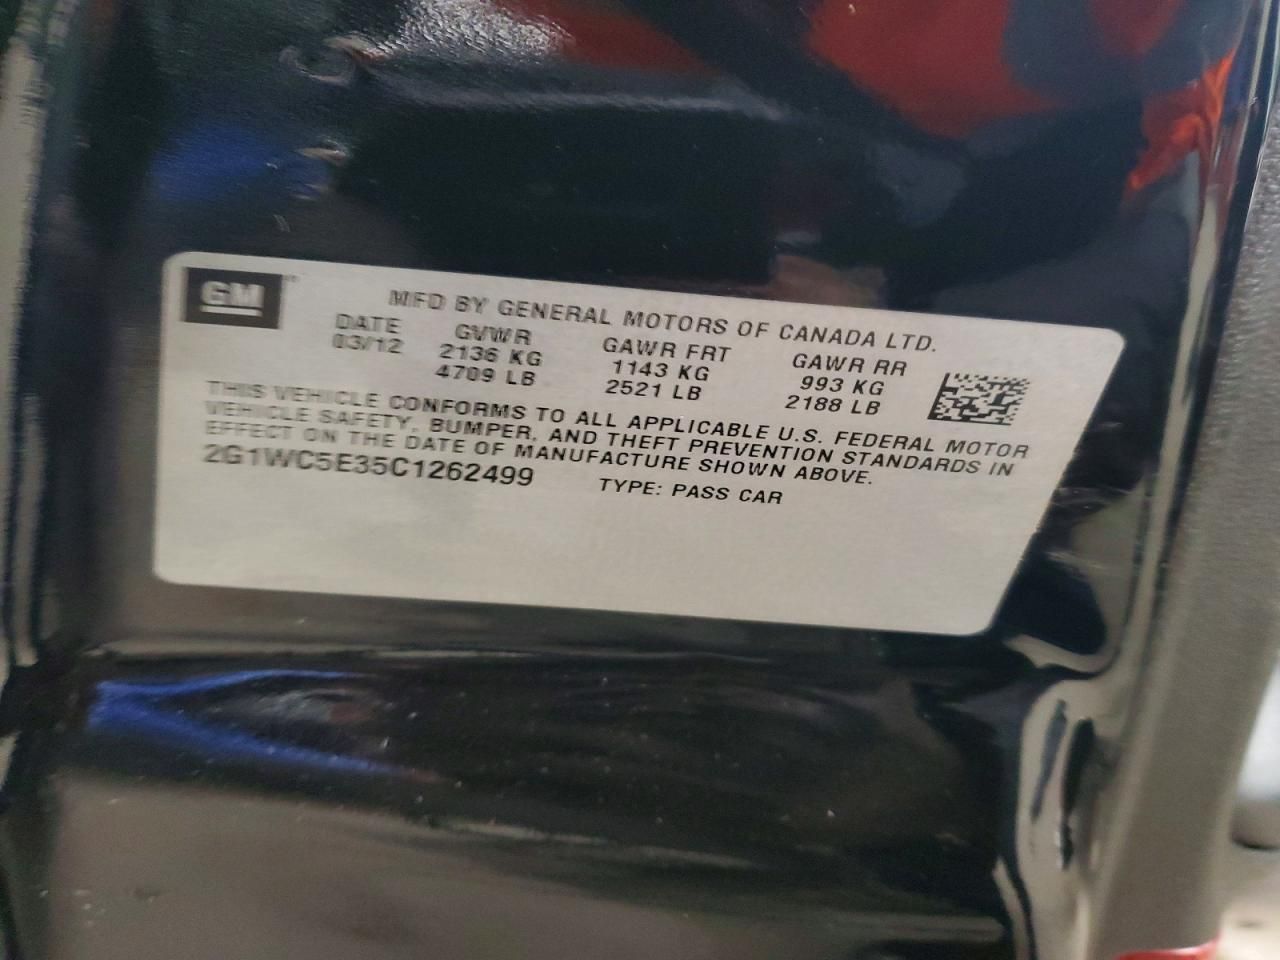 GM
MFD BY GENERAL MOTORS OF CANADA LTD.
DATE GVWR GAWR FRT GAWR RR
03/12 2136 KG 1143 KG 993 KG
4709 LB 2521 LB 2188 LB
THIS VEHICLE CONFORMS TO ALL APPLICABLE U.S. FEDERAL MOTOR
VEHICLE SAFETY, BUMPER, AND THEFT PREVENTION STANDARDS IN
EFFECT ON THE DATE OF MANUFACTURE SHOWN ABOVE.
2G1WC5E35C1262499 TYPE: PASS CAR